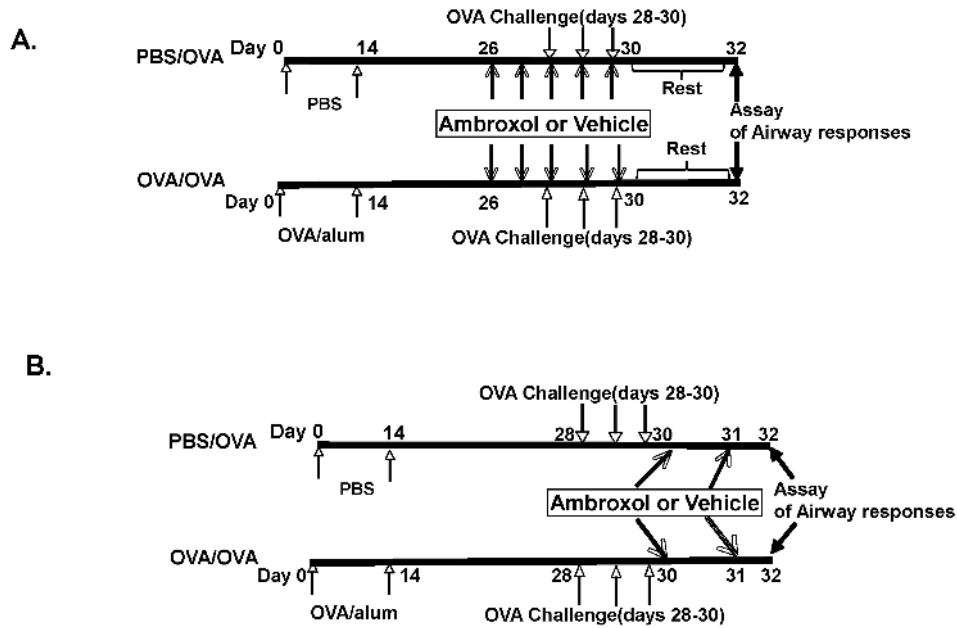 A.
OVA Challenge(days 28-30)
Day 0 14 26 30 32
PBS/OVA
PBS
Rest
Ambroxol or Vehicle
Assay
of Airway responses
Rest
OVA/OVA
Day 0 14 26 30 32
OVA/alum
OVA Challenge(days 28-30)
B.
OVA Challenge(days 28-30)
Day 0 14 28 30 31 32
PBS/OVA
PBS
Ambroxol or Vehicle
Assay
of Airway responses
OVA/OVA
Day 0 14 28 30 31 32
OVA/alum
OVA Challenge(days 28-30)